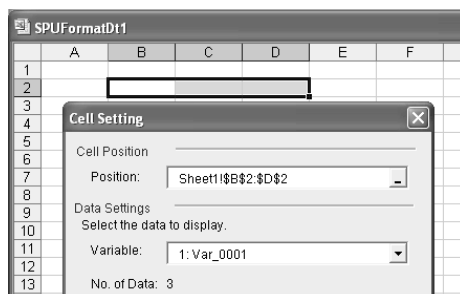 SPUFormatDt1
A B C D E F
1
2
3
4
Cell Setting
5
Cell Position
6
7
Position: Sheet1!$B$2:$D$2
8
Data Settings
9
Select the data to display.
10
11
Variable: 1: Var_0001
12
13
No. of Data: 3